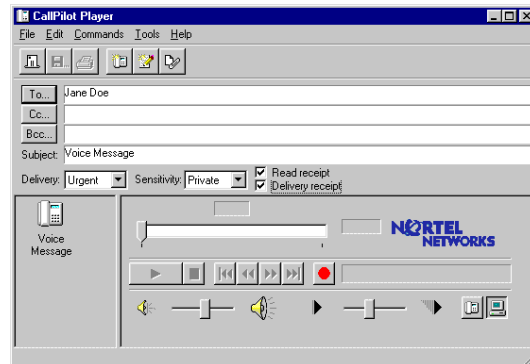 CallPilot Player
File Edit Commands Tools Help
To... Jane Doe
Cc...
Bcc...
Subject: Voice Message
Delivery: Urgent Sensitivity: Private Read receipt
Delivery receipt
Voice
Message
NORTEL
NETWORKS